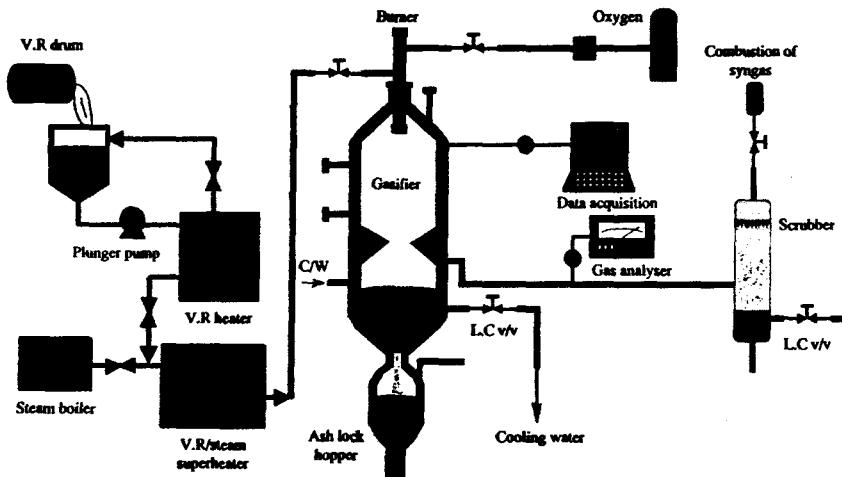 Burner
Oxygen
V.R drum
Combustion of
syngas
Gasifier
Data acquisition
Scrubber
Plunger pump
C/W
Gas analyser
V.R heater
L.C v/v
L.C v/v
Steam boiler
V.R/steam
superheater
Ash lock
hopper
Cooling water